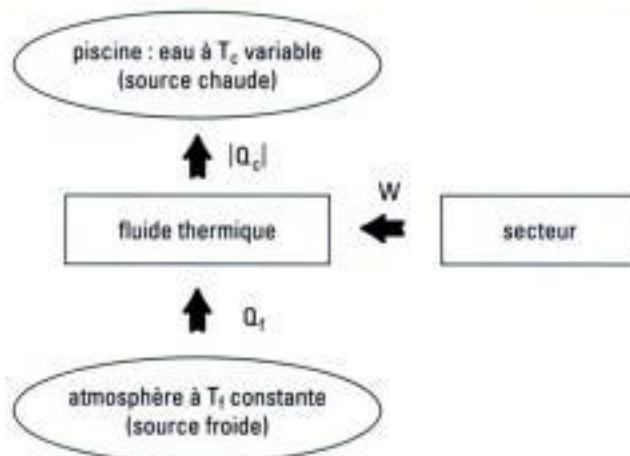 piscine : eau à T꜀ variable
(source chaude)
|Q꜀|
W
fluide thermique
secteur
Q_f
atmosphère à T_f constante
(source froide)